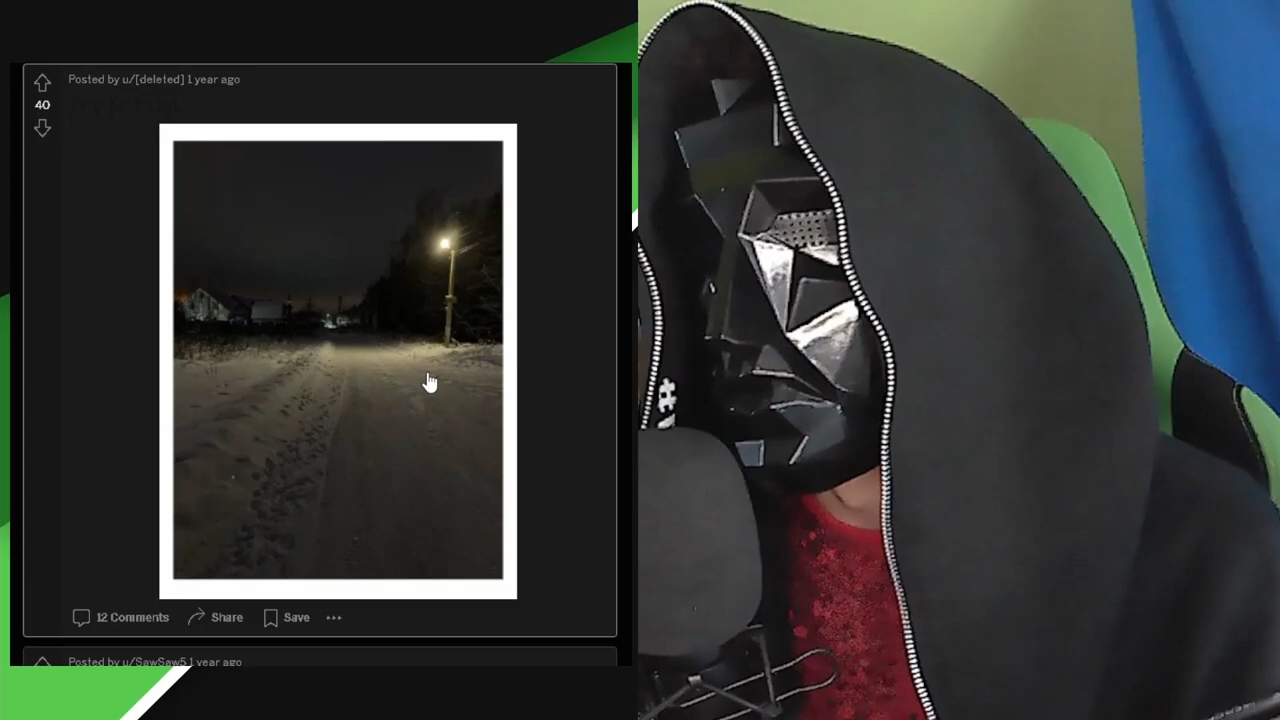 Posted by u/[deleted] 1 year ago
40
12 Comments
Share
Save
Posted by u/SawSaw5 1 year ago